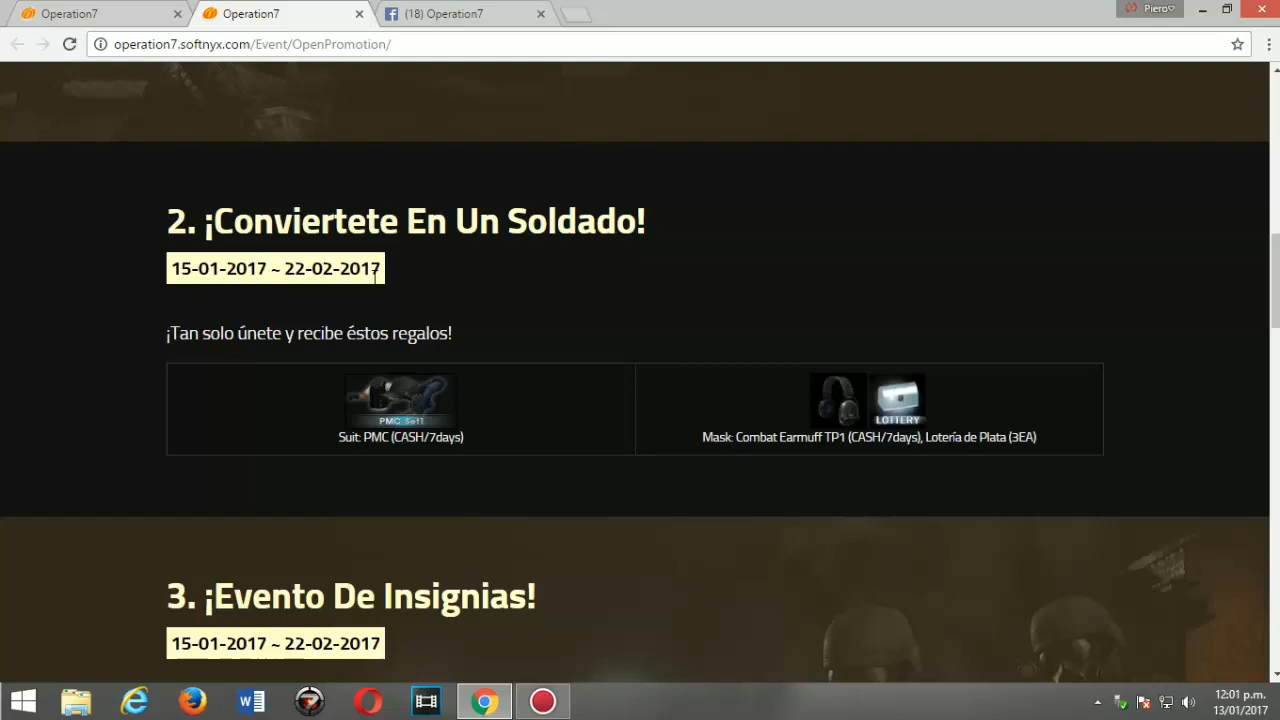 Operation7
Operation7
(18) Operation7
Piero
operation7.softnyx.com/Event/OpenPromotion/
2. ¡Conviertete En Un Soldado!
15-01-2017 ~ 22-02-2017
¡Tan solo únete y recibe éstos regalos!
PMC Set1
LOTTERY
Suit: PMC (CASH/7days)
Mask: Combat Earmuff TP1 (CASH/7days), Lotería de Plata (3EA)
3. ¡Evento De Insignias!
15-01-2017 ~ 22-02-2017
12:01 p.m.
13/01/2017